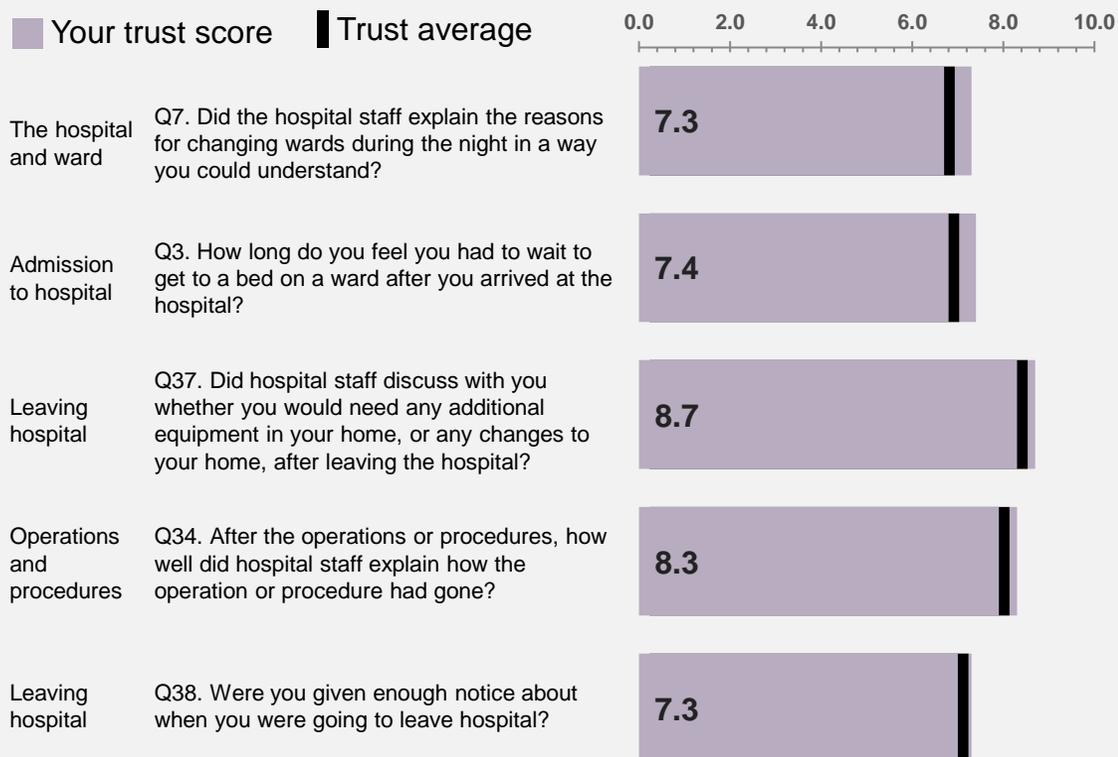 Your trust score
Trust average
0.0 2.0 4.0 6.0 8.0 10.0
The hospital
and ward
Q7. Did the hospital staff explain the reasons
for changing wards during the night in a way
you could understand?
7.3
Admission
to hospital
Q3. How long do you feel you had to wait to
get to a bed on a ward after you arrived at the
hospital?
7.4
Leaving
hospital
Q37. Did hospital staff discuss with you
whether you would need any additional
equipment in your home, or any changes to
your home, after leaving the hospital?
8.7
Operations
and
procedures
Q34. After the operations or procedures, how
well did hospital staff explain how the
operation or procedure had gone?
8.3
Leaving
hospital
Q38. Were you given enough notice about
when you were going to leave hospital?
7.3